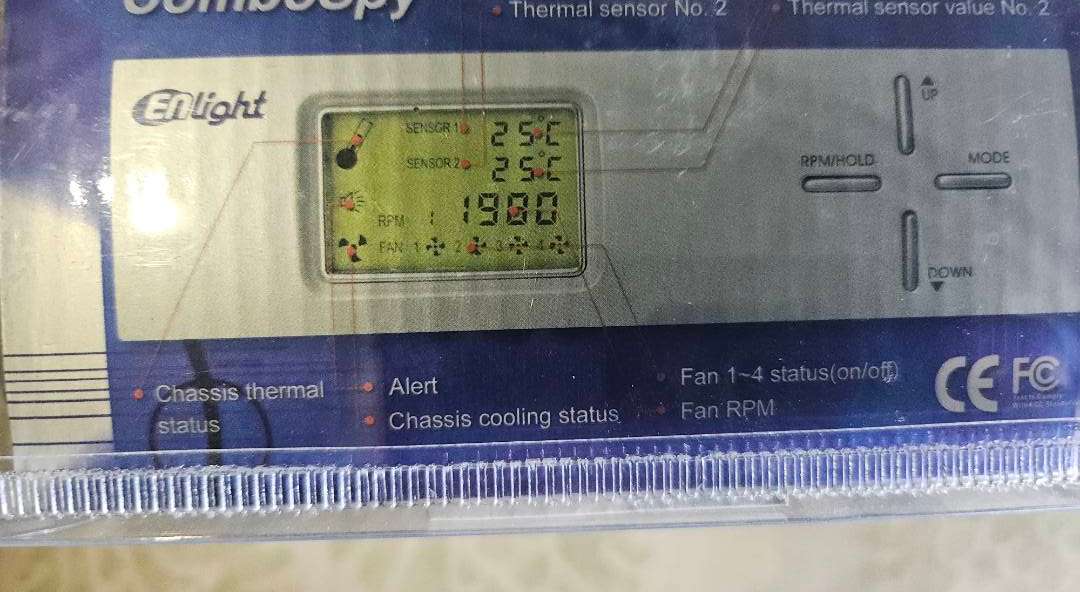 ComboSpy
• Thermal sensor No. 2
• Thermal sensor value No. 2
ENlight
SENSOR 1 25°C
SENSOR 2 25°C
RPM 1 1980
FAN 1 2 3 4
UP
RPM/HOLD
MODE
DOWN
• Chassis thermal
status
• Alert
• Chassis cooling status
• Fan 1~4 status(on/off)
• Fan RPM
CE FC